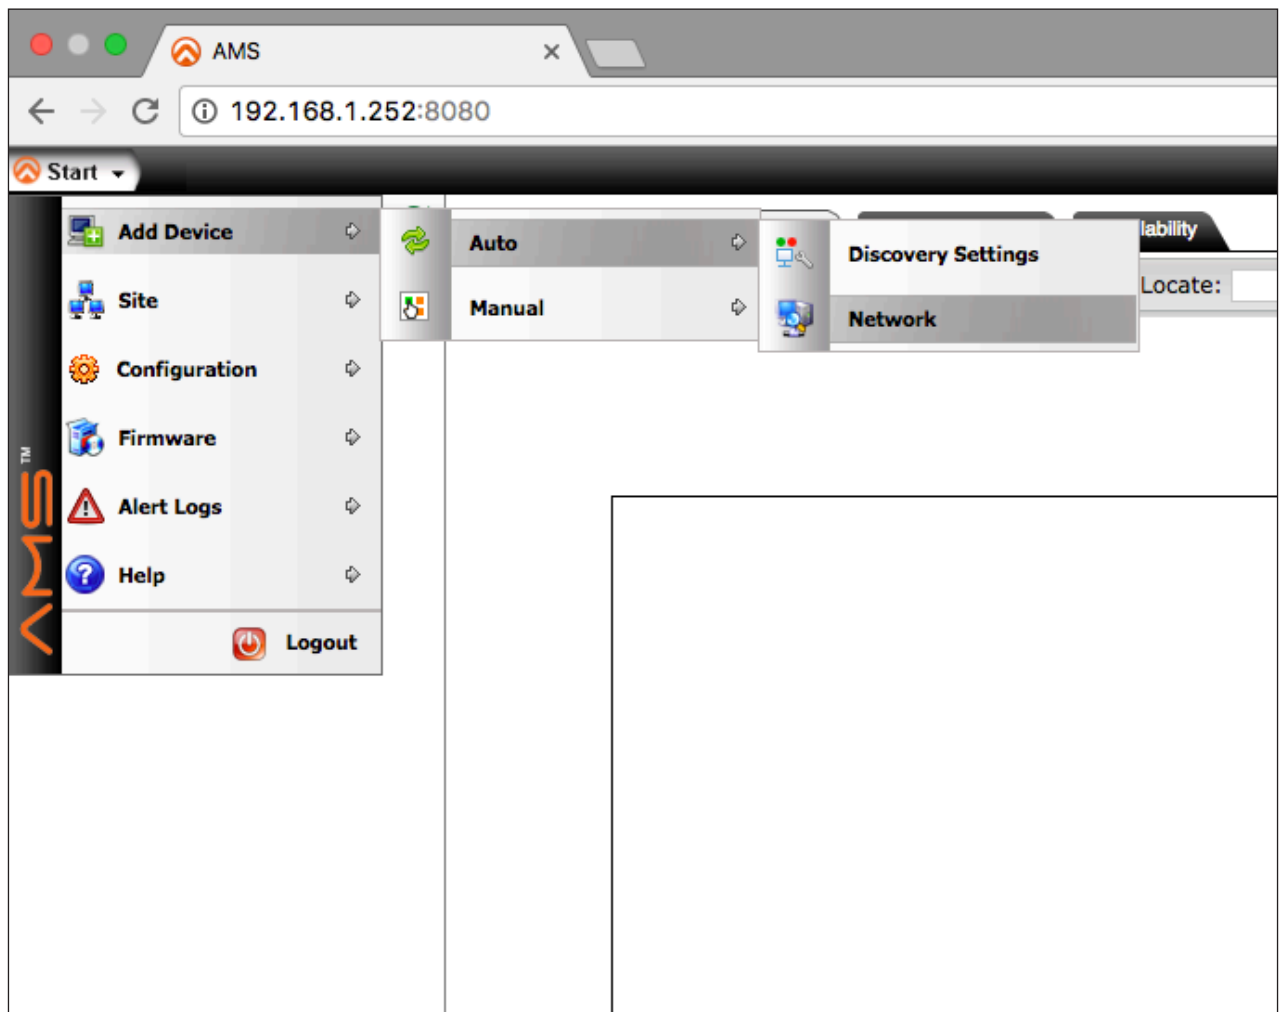 AMS
192.168.1.252:8080
Start
Add Device
Auto
Discovery Settings
lability
Site
Manual
Network
Locate:
Configuration
Firmware
Alert Logs
Help
Logout
AMS™